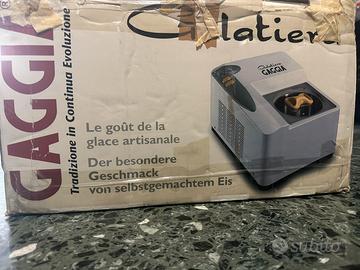 GAGGIA
®
Tradizione in Continua Evoluzione
Gelatiera
Gelatiera
GAGGIA
Le goût de la
glace artisanale
Der besondere
Geschmack
von selbstgemachtem Eis
subito